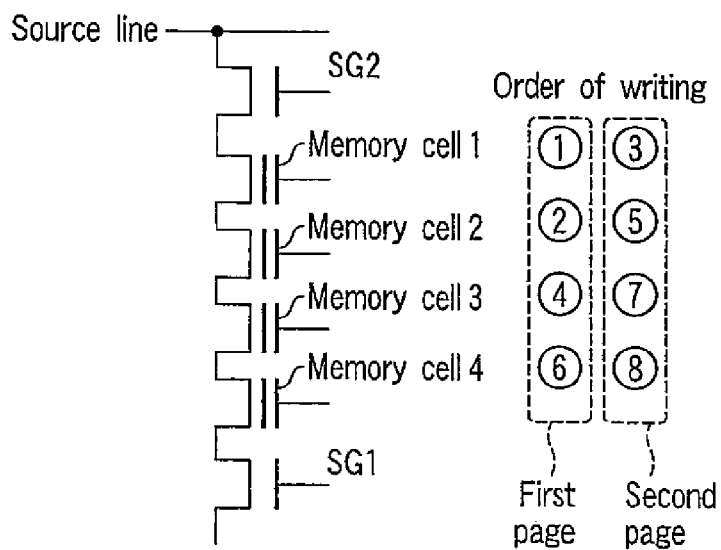 Source line
SG2
Order of writing
Memory cell 1
① ③
Memory cell 2
② ⑤
Memory cell 3
④ ⑦
Memory cell 4
⑥ ⑧
SG1
First
page
Second
page